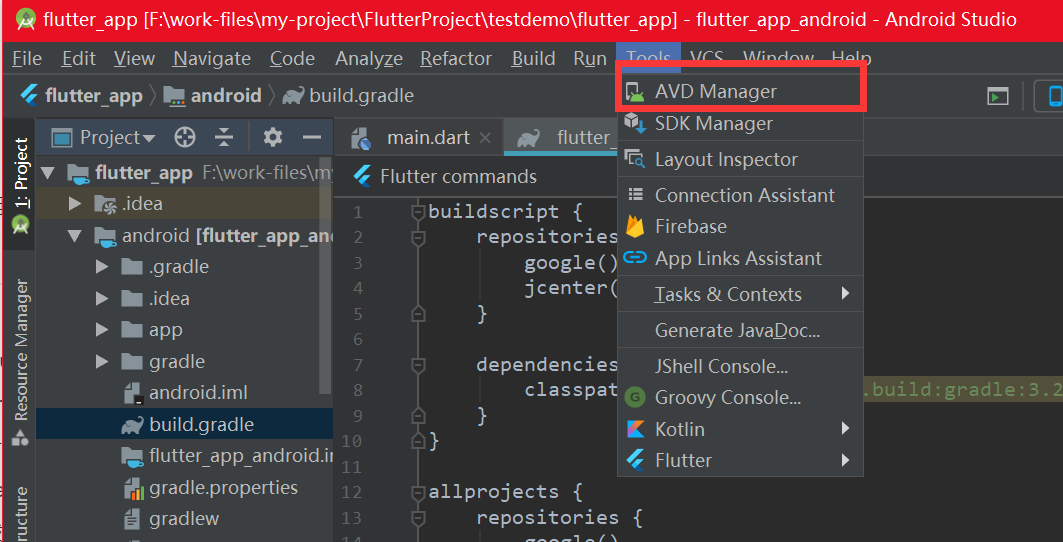 flutter_app [F:\work-files\my-project\FlutterProject\testdemo\flutter_app] - flutter_app_android - Android Studio
File Edit View Navigate Code Analyze Refactor Build Run Tools VCS Window Help
flutter_app android build.gradle
1: Project
Resource Manager
Project
flutter_app F:\work-files\my
.idea
android [flutter_app_an
.gradle
.idea
app
gradle
android.iml
build.gradle
flutter_app_android.i
gradle.properties
gradlew
main.dart
flutter_
Flutter commands
1 buildscript {
2 repositories
3 google()
4 jcenter(
5 }
6
7 dependencies
8 classpat .build:gradle:3.2
9 }
10 }
11
12 allprojects {
13 repositories {
14 google()
AVD Manager
SDK Manager
Layout Inspector
Connection Assistant
Firebase
App Links Assistant
Tasks & Contexts
Generate JavaDoc...
JShell Console...
G Groovy Console...
Kotlin
Flutter